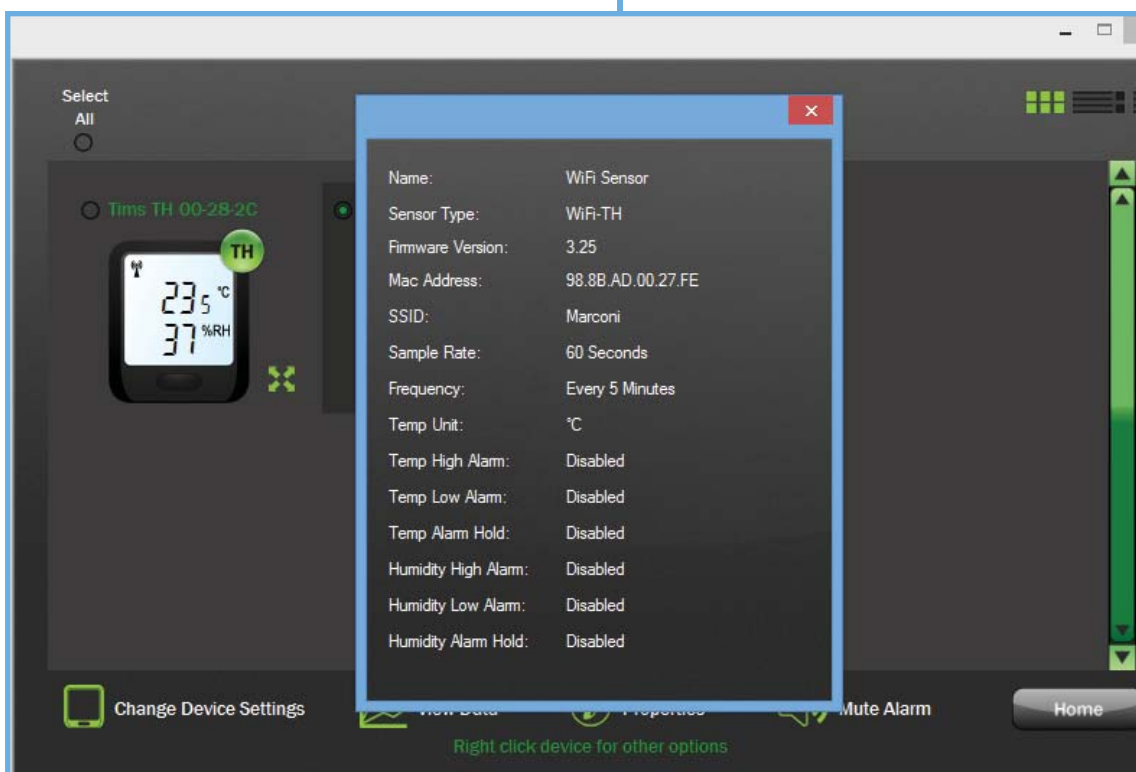 Select
All
Tims TH 00-28-2C
TH
23.5 °C
37 %RH
Name: WiFi Sensor
Sensor Type: WiFi-TH
Firmware Version: 3.25
Mac Address: 98.8B.AD.00.27.FE
SSID: Marconi
Sample Rate: 60 Seconds
Frequency: Every 5 Minutes
Temp Unit: °C
Temp High Alarm: Disabled
Temp Low Alarm: Disabled
Temp Alarm Hold: Disabled
Humidity High Alarm: Disabled
Humidity Low Alarm: Disabled
Humidity Alarm Hold: Disabled
Change Device Settings View Data Properties Mute Alarm Home
Right click device for other options